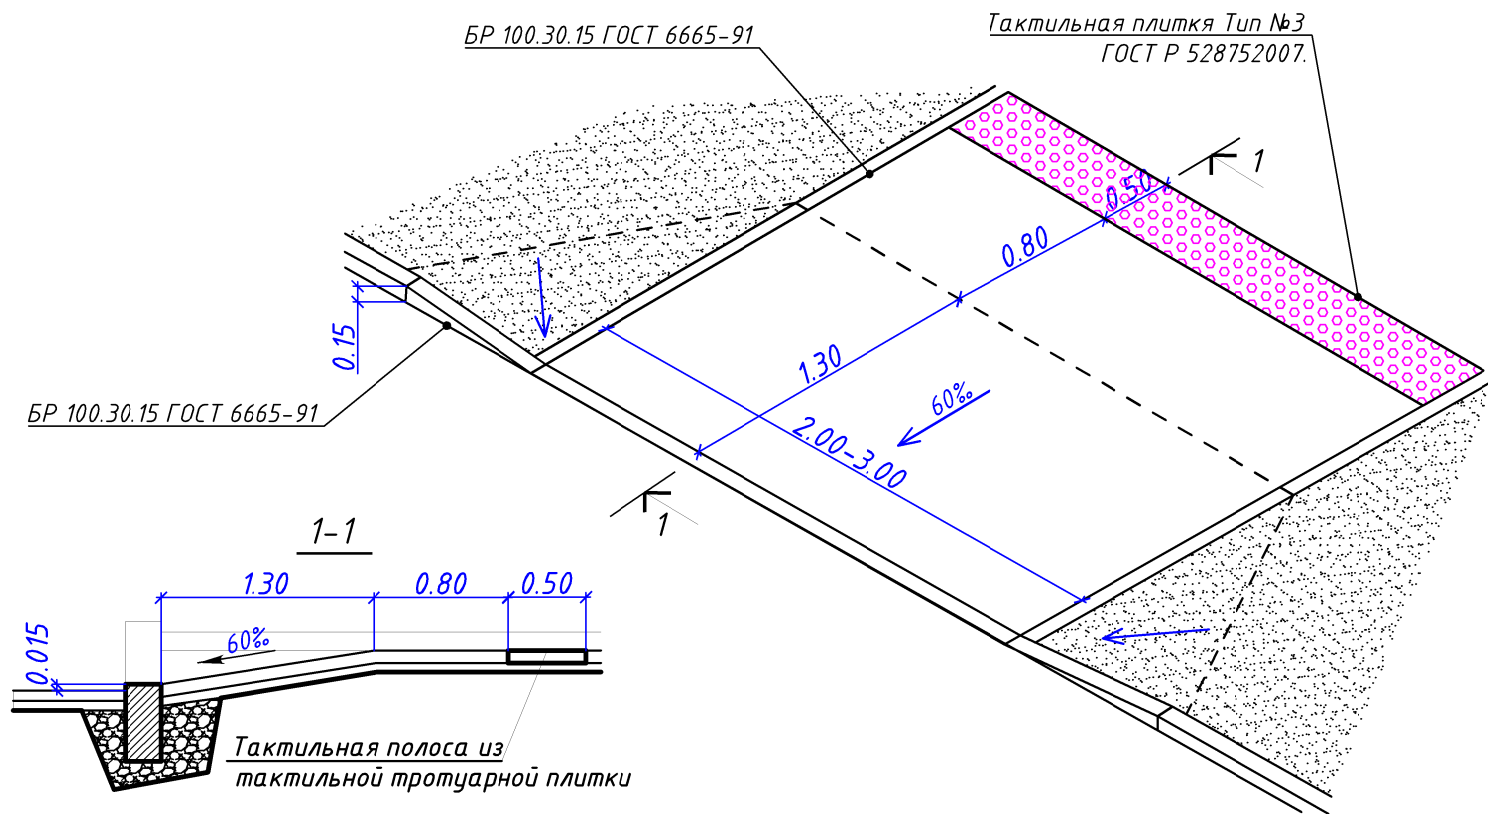 БР 100.30.15 ГОСТ 6665-91
Тактильная плиткя Тип №3
ГОСТ Р 528752007.
1
0.50
0.80
0.15
1.30
60‰
БР 100.30.15 ГОСТ 6665-91
2.00-3.00
1
1-1
1.30
0.80
0.50
0.015
60‰
Тактильная полоса из
тактильной тротуарной плитки